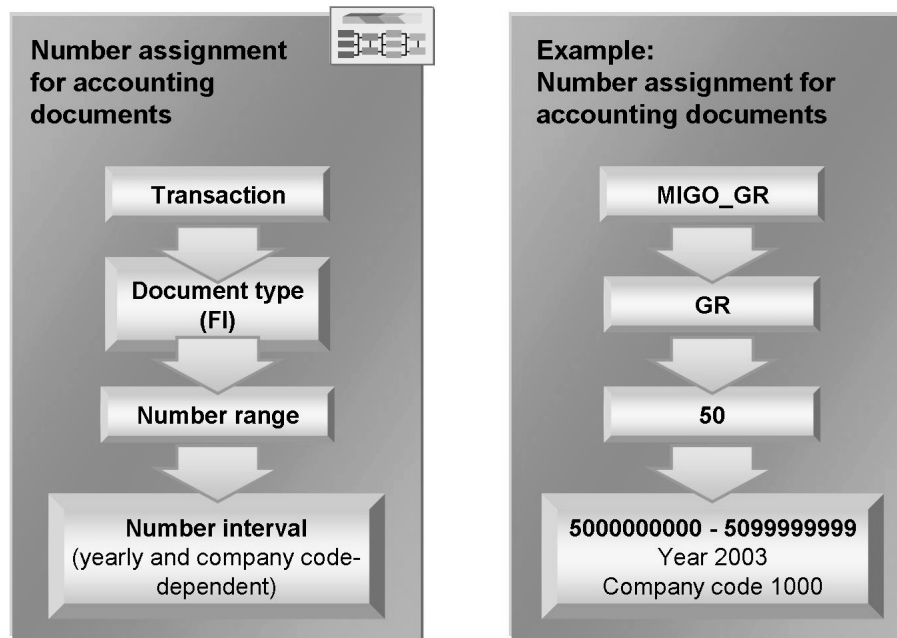 Number assignment
for accounting
documents
Transaction
Document type
(FI)
Number range
Number interval
(yearly and company code-
dependent)
Example:
Number assignment for
accounting documents
MIGO_GR
GR
50
5000000000 - 5099999999
Year 2003
Company code 1000